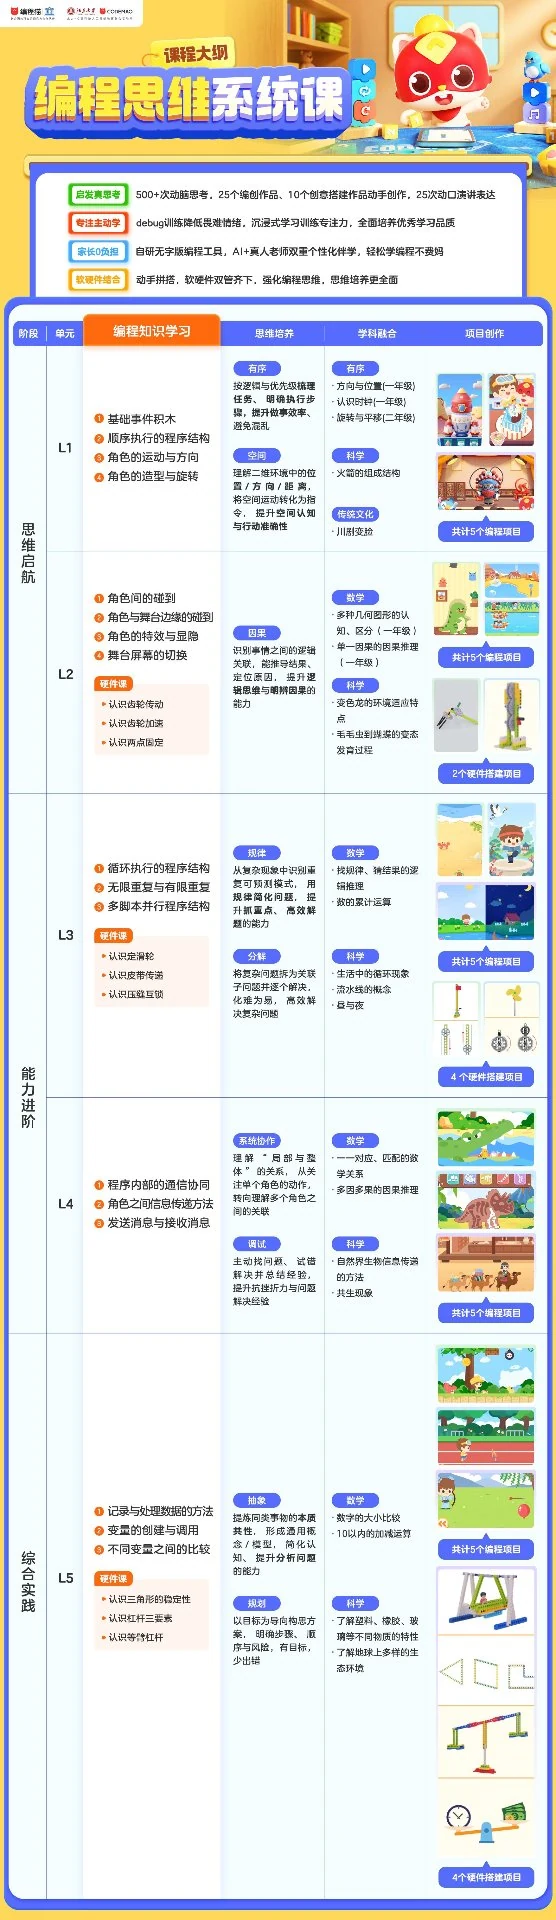 编程猫
北京大学
CODEMAO
课程大纲
编程思维系统课
启发真思考 500+次动脑思考，25个编创作品、10个创意搭建作品动手创作，25次动口演讲表达
专注主动学 debug训练降低畏难情绪，沉浸式学习训练专注力，全面培养优秀学习品质
家长0负担 自研无字版编程工具，AI+真人老师双重个性化伴学，轻松学编程不费妈
软硬件结合 动手拼搭，软硬件双管齐下，强化编程思维，思维培养更全面
阶段 单元 编程知识学习 思维培养 学科融合 项目创作
思维启航
L1
1 基础事件积木
2 顺序执行的程序结构
3 角色的运动与方向
4 角色的造型与旋转
有序
按逻辑与优先级梳理
任务、明确执行步
骤，提升做事效率、
避免混乱
空间
理解二维环境中的位
置/方向/距离，
将空间运动转化为指
令，提升空间认知
与行动准确性
有序
·方向与位置(一年级)
·认识时钟(一年级)
·旋转与平移(二年级)
科学
·火箭的组成结构
传统文化
·川剧变脸
共计5个编程项目
L2
1 角色间的碰到
2 角色与舞台边缘的碰到
3 角色的特效与显隐
4 舞台屏幕的切换
硬件课
•认识齿轮传动
•认识齿轮加速
•认识两点固定
因果
识别事情之间的逻辑
关联，能推导结果、
定位原因，提升逻
辑思维与明辨因果的
能力
数学
·多种几何图形的认
知、区分（一年级）
·单一因果的因果推理
（一年级）
科学
·变色龙的环境适应特
点
·毛毛虫到蝴蝶的变态
发育过程
共计5个编程项目
2个硬件搭建项目
能力进阶
L3
1 循环执行的程序结构
2 无限重复与有限重复
3 多脚本并行程序结构
硬件课
•认识定滑轮
•认识皮带传递
•认识压缝互锁
规律
从复杂现象中识别重
复可预测模式，用
规律简化问题，提
升抓重点、高效解
题的能力
分解
将复杂问题拆为关联
子问题并逐个解决，
化难为易，高效解
决复杂问题
数学
·找规律、猜结果的逻
辑推理
·数的累计运算
科学
·生活中的循环现象
·流水线的概念
·昼与夜
共计5个编程项目
4个硬件搭建项目
L4
1 程序内部的通信协同
2 角色之间信息传递方法
3 发送消息与接收消息
系统协作
理解“局部与整
体”的关系，从关
注单个角色的动作，
转向理解多个角色之
间的关联
调试
主动找问题、试错
解决并总结经验，
提升抗挫折力与问题
解决经验
数学
·一一对应、匹配的数
学关系
·多因多果的因果推理
科学
·自然界生物信息传递
的方法
·共生现象
共计5个编程项目
综合实践
L5
1 记录与处理数据的方法
2 变量的创建与调用
3 不同变量之间的比较
硬件课
•认识三角形的稳定性
•认识杠杆三要素
•认识等臂杠杆
抽象
提炼同类事物的本质
共性，形成通用概
念/模型，简化认
知、提升分析问题
的能力
规划
以目标为导向构思方
案，明确步骤、顺
序与风险，有目标，
少出错
数学
·数字的大小比较
·10以内的加减运算
科学
·了解塑料、橡胶、玻
璃等不同物质的特性
·了解地球上多样的生
态环境
共计5个编程项目
4个硬件搭建项目